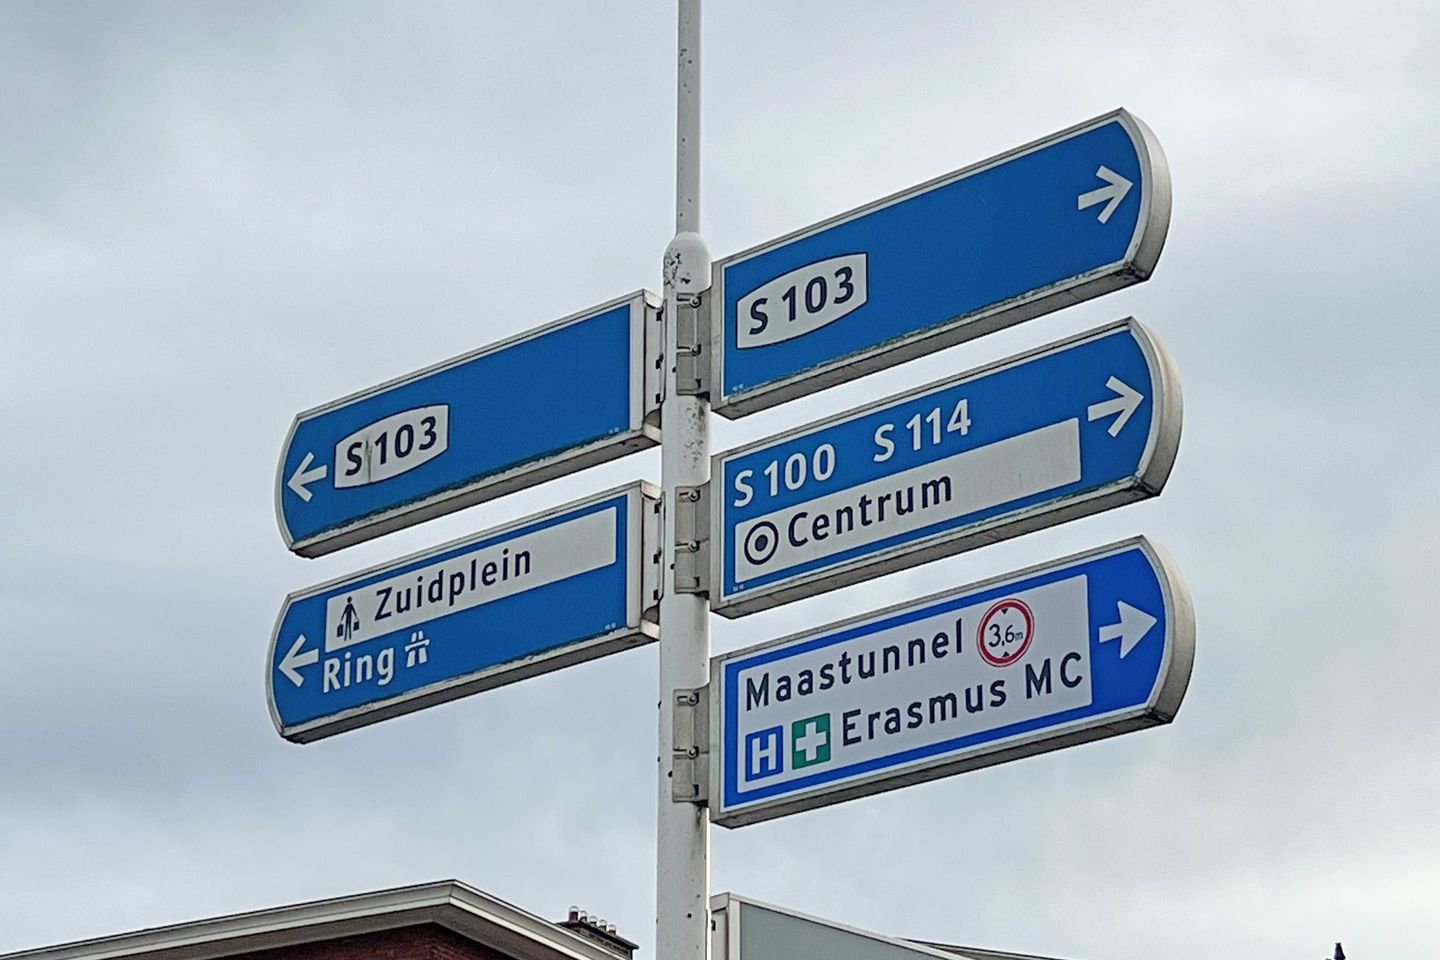 S 103
Zuidplein
Ring
S 103
S 100 S 114
Centrum
Maastunnel 3,6m
H Erasmus MC